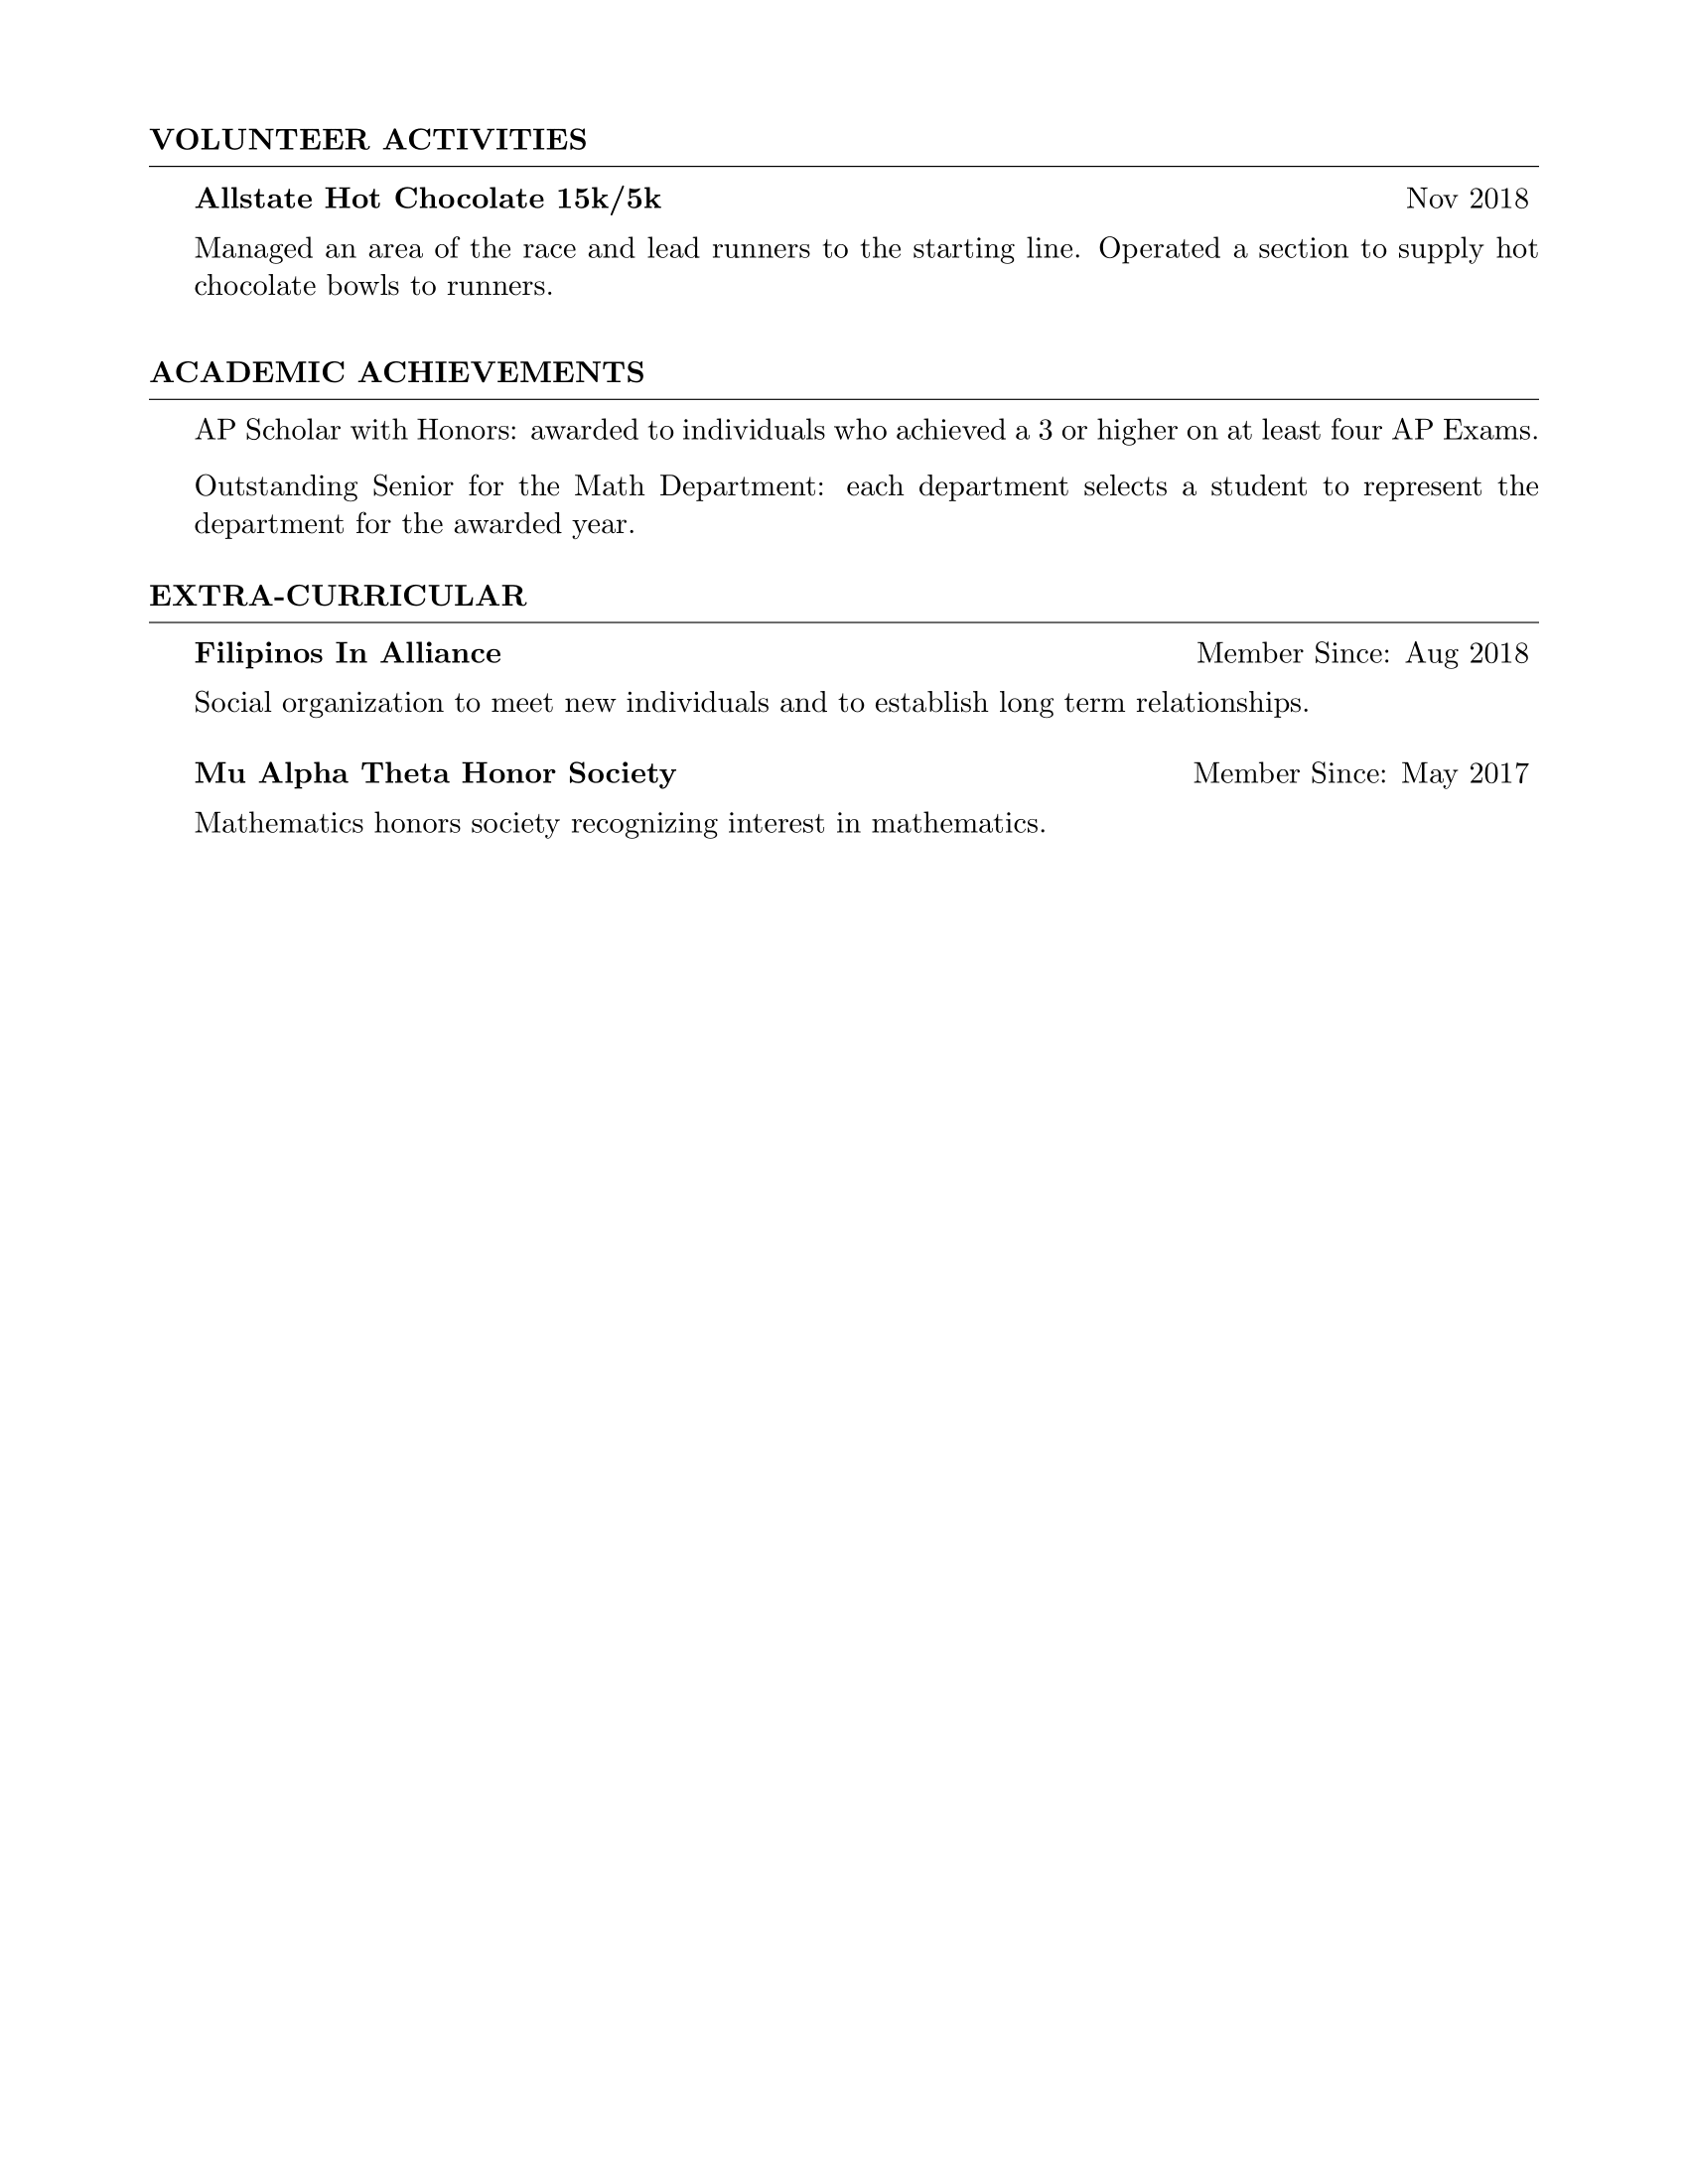 VOLUNTEER ACTIVITIES
Allstate Hot Chocolate 15k/5k Nov 2018
Managed an area of the race and lead runners to the starting line. Operated a section to supply hot
chocolate bowls to runners.
ACADEMIC ACHIEVEMENTS
AP Scholar with Honors: awarded to individuals who achieved a 3 or higher on at least four AP Exams.
Outstanding Senior for the Math Department: each department selects a student to represent the
department for the awarded year.
EXTRA-CURRICULAR
Filipinos In Alliance Member Since: Aug 2018
Social organization to meet new individuals and to establish long term relationships.
Mu Alpha Theta Honor Society Member Since: May 2017
Mathematics honors society recognizing interest in mathematics.